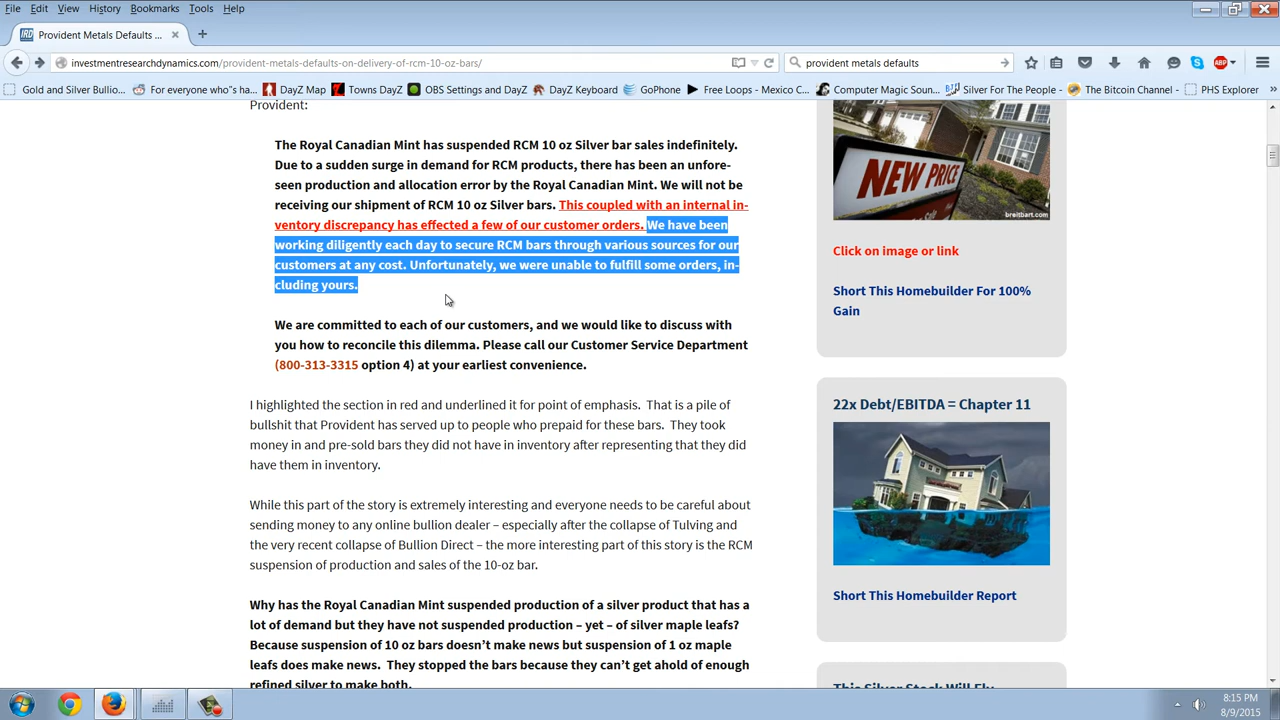 File Edit View History Bookmarks Tools Help
IRD Provident Metals Defaults ... × +
investmentresearchdynamics.com/provident-metals-defaults-on-delivery-of-rcm-10-oz-bars/
provident metals defaults
ABP
Gold and Silver Bullio... For everyone who"s ha... DayZ Map Towns DayZ OBS Settings and DayZ DayZ Keyboard GoPhone Free Loops - Mexico C... Computer Magic Soun... Silver For The People - The Bitcoin Channel - PHS Explorer »
Provident:
The Royal Canadian Mint has suspended RCM 10 oz Silver bar sales indefinitely.
Due to a sudden surge in demand for RCM products, there has been an unfore-
seen production and allocation error by the Royal Canadian Mint. We will not be
receiving our shipment of RCM 10 oz Silver bars. This coupled with an internal in-
ventory discrepancy has effected a few of our customer orders. We have been
working diligently each day to secure RCM bars through various sources for our
customers at any cost. Unfortunately, we were unable to fulfill some orders, in-
cluding yours.
We are committed to each of our customers, and we would like to discuss with
you how to reconcile this dilemma. Please call our Customer Service Department
(800-313-3315 option 4) at your earliest convenience.
I highlighted the section in red and underlined it for point of emphasis. That is a pile of
bullshit that Provident has served up to people who prepaid for these bars. They took
money in and pre-sold bars they did not have in inventory after representing that they did
have them in inventory.
While this part of the story is extremely interesting and everyone needs to be careful about
sending money to any online bullion dealer – especially after the collapse of Tulving and
the very recent collapse of Bullion Direct – the more interesting part of this story is the RCM
suspension of production and sales of the 10-oz bar.
Why has the Royal Canadian Mint suspended production of a silver product that has a
lot of demand but they have not suspended production – yet – of silver maple leafs?
Because suspension of 10 oz bars doesn't make news but suspension of 1 oz maple
leafs does make news. They stopped the bars because they can't get ahold of enough
refined silver to make both.
NEW PRICE
breitbart.com
Click on image or link
Short This Homebuilder For 100%
Gain
22x Debt/EBITDA = Chapter 11
Short This Homebuilder Report
This Silver Stock Will Fly
8:15 PM
8/9/2015